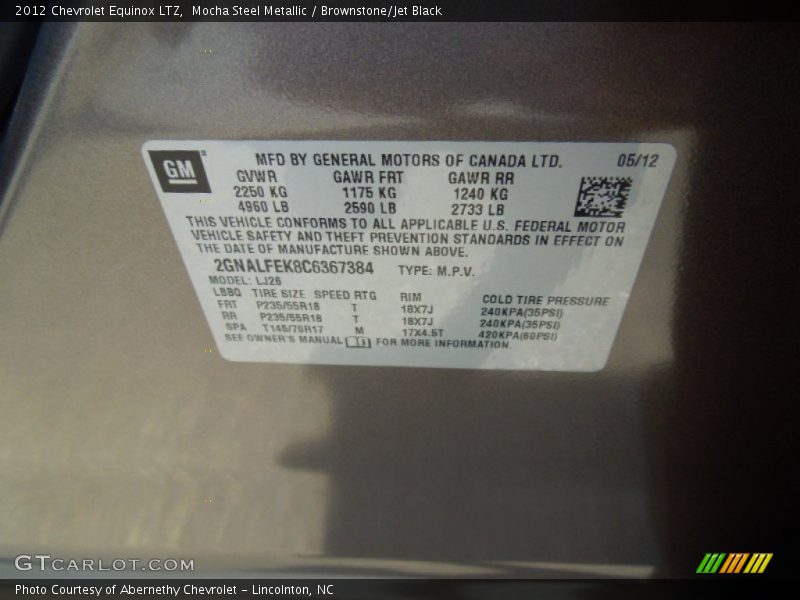 2012 Chevrolet Equinox LTZ,  Mocha Steel Metallic / Brownstone/Jet Black
GM
MFD BY GENERAL MOTORS OF CANADA LTD. 05/12
GVWR GAWR FRT GAWR RR
2250 KG 1175 KG 1240 KG
4960 LB 2590 LB 2733 LB
THIS VEHICLE CONFORMS TO ALL APPLICABLE U.S. FEDERAL MOTOR
VEHICLE SAFETY AND THEFT PREVENTION STANDARDS IN EFFECT ON
THE DATE OF MANUFACTURE SHOWN ABOVE.
2GNALFEK8C6367384 TYPE: M.P.V.
MODEL: LJ26
LBBQ TIRE SIZE SPEED RTG RIM COLD TIRE PRESSURE
FRT P235/55R18 T 18X7J 240KPA(35PSI)
RR P235/55R18 T 18X7J 240KPA(35PSI)
SPA T145/70R17 M 17X4.5T 420KPA(60PSI)
SEE OWNER'S MANUAL FOR MORE INFORMATION.
GTCARLOT.COM
Photo Courtesy of Abernethy Chevrolet – Lincolnton, NC